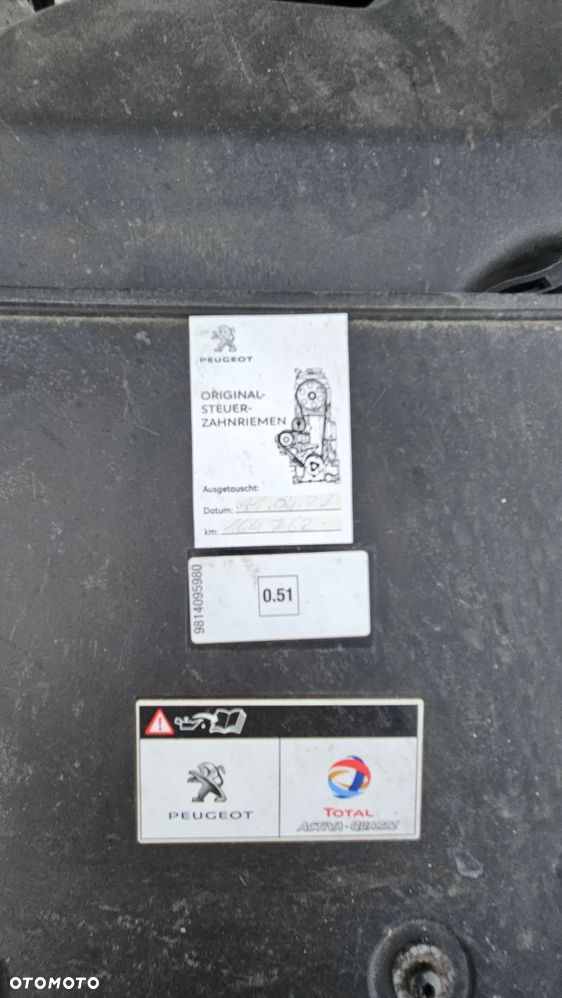 PEUGEOT
ORIGINAL-
STEUER-
ZAHNRIEMEN
Ausgetauscht:
Datum:
km:
9814095980
0.51
PEUGEOT
TOTAL
ACTIVA - QUARTZ
OTOMOTO